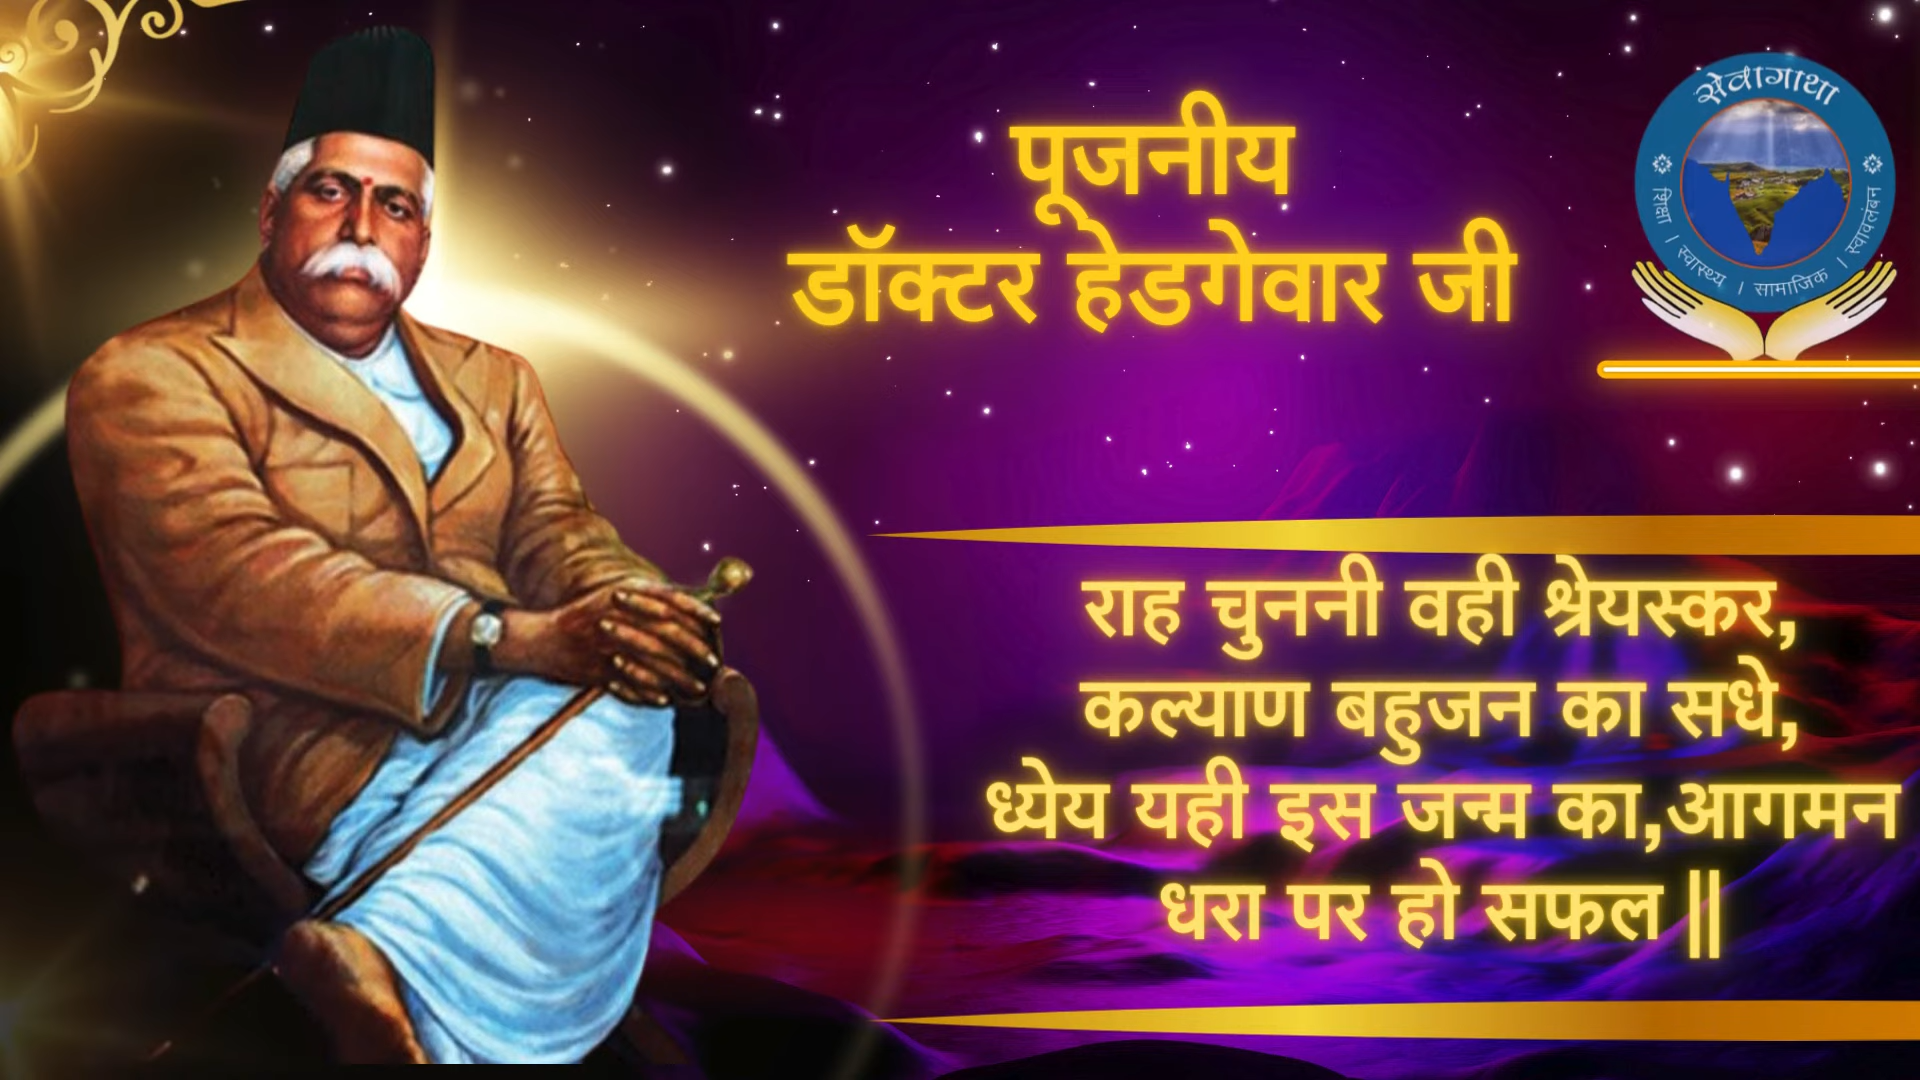 पूजनीय
डॉक्टर हेडगेवार जी
सेवागाथा
शिक्षा । स्वास्थ्य । सामाजिक । स्वावलंबन
राह चुननी वही श्रेयस्कर,
कल्याण बहुजन का सधे,
ध्येय यही इस जन्म का,आगमन
धरा पर हो सफल ||